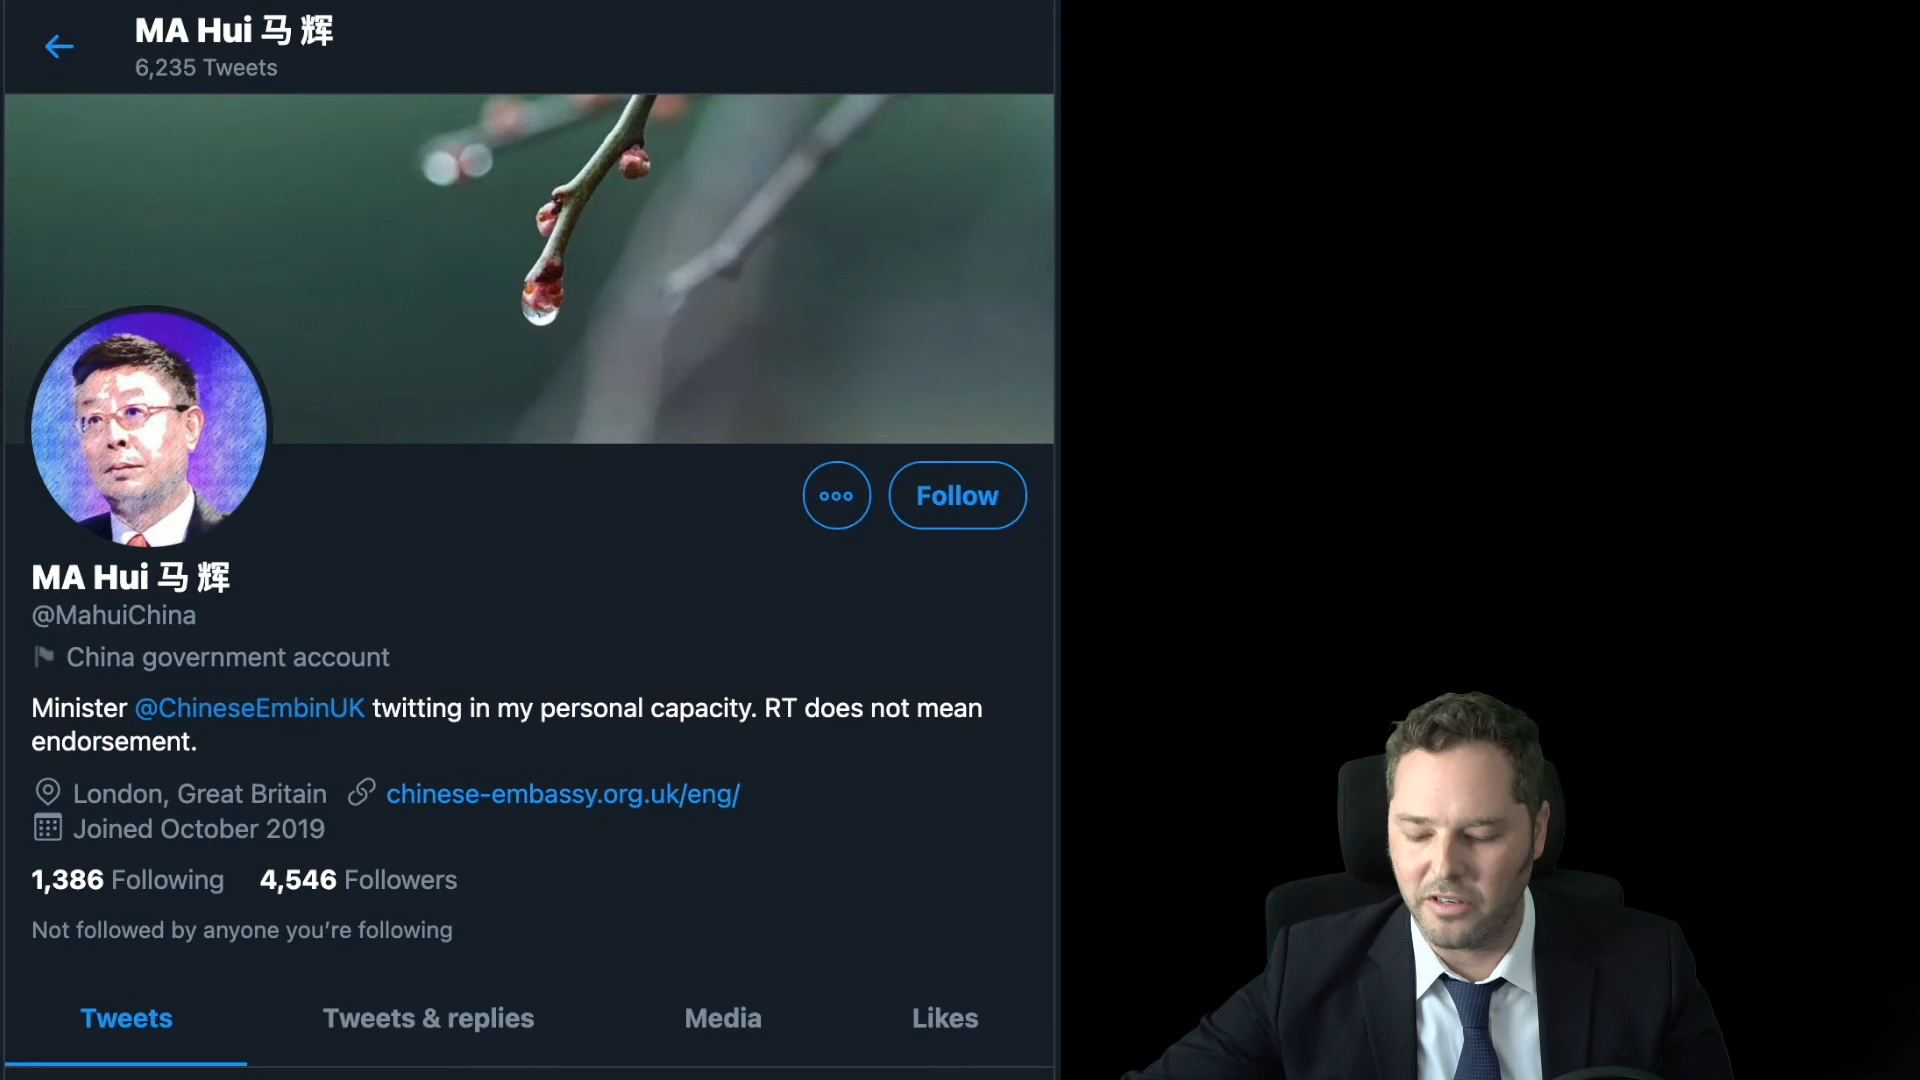 MA Hui 马 辉
6,235 Tweets
Follow
MA Hui 马 辉
@MahuiChina
China government account
Minister @ChineseEmbinUK twitting in my personal capacity. RT does not mean
endorsement.
London, Great Britain chinese-embassy.org.uk/eng/
Joined October 2019
1,386 Following 4,546 Followers
Not followed by anyone you’re following
Tweets Tweets & replies Media Likes